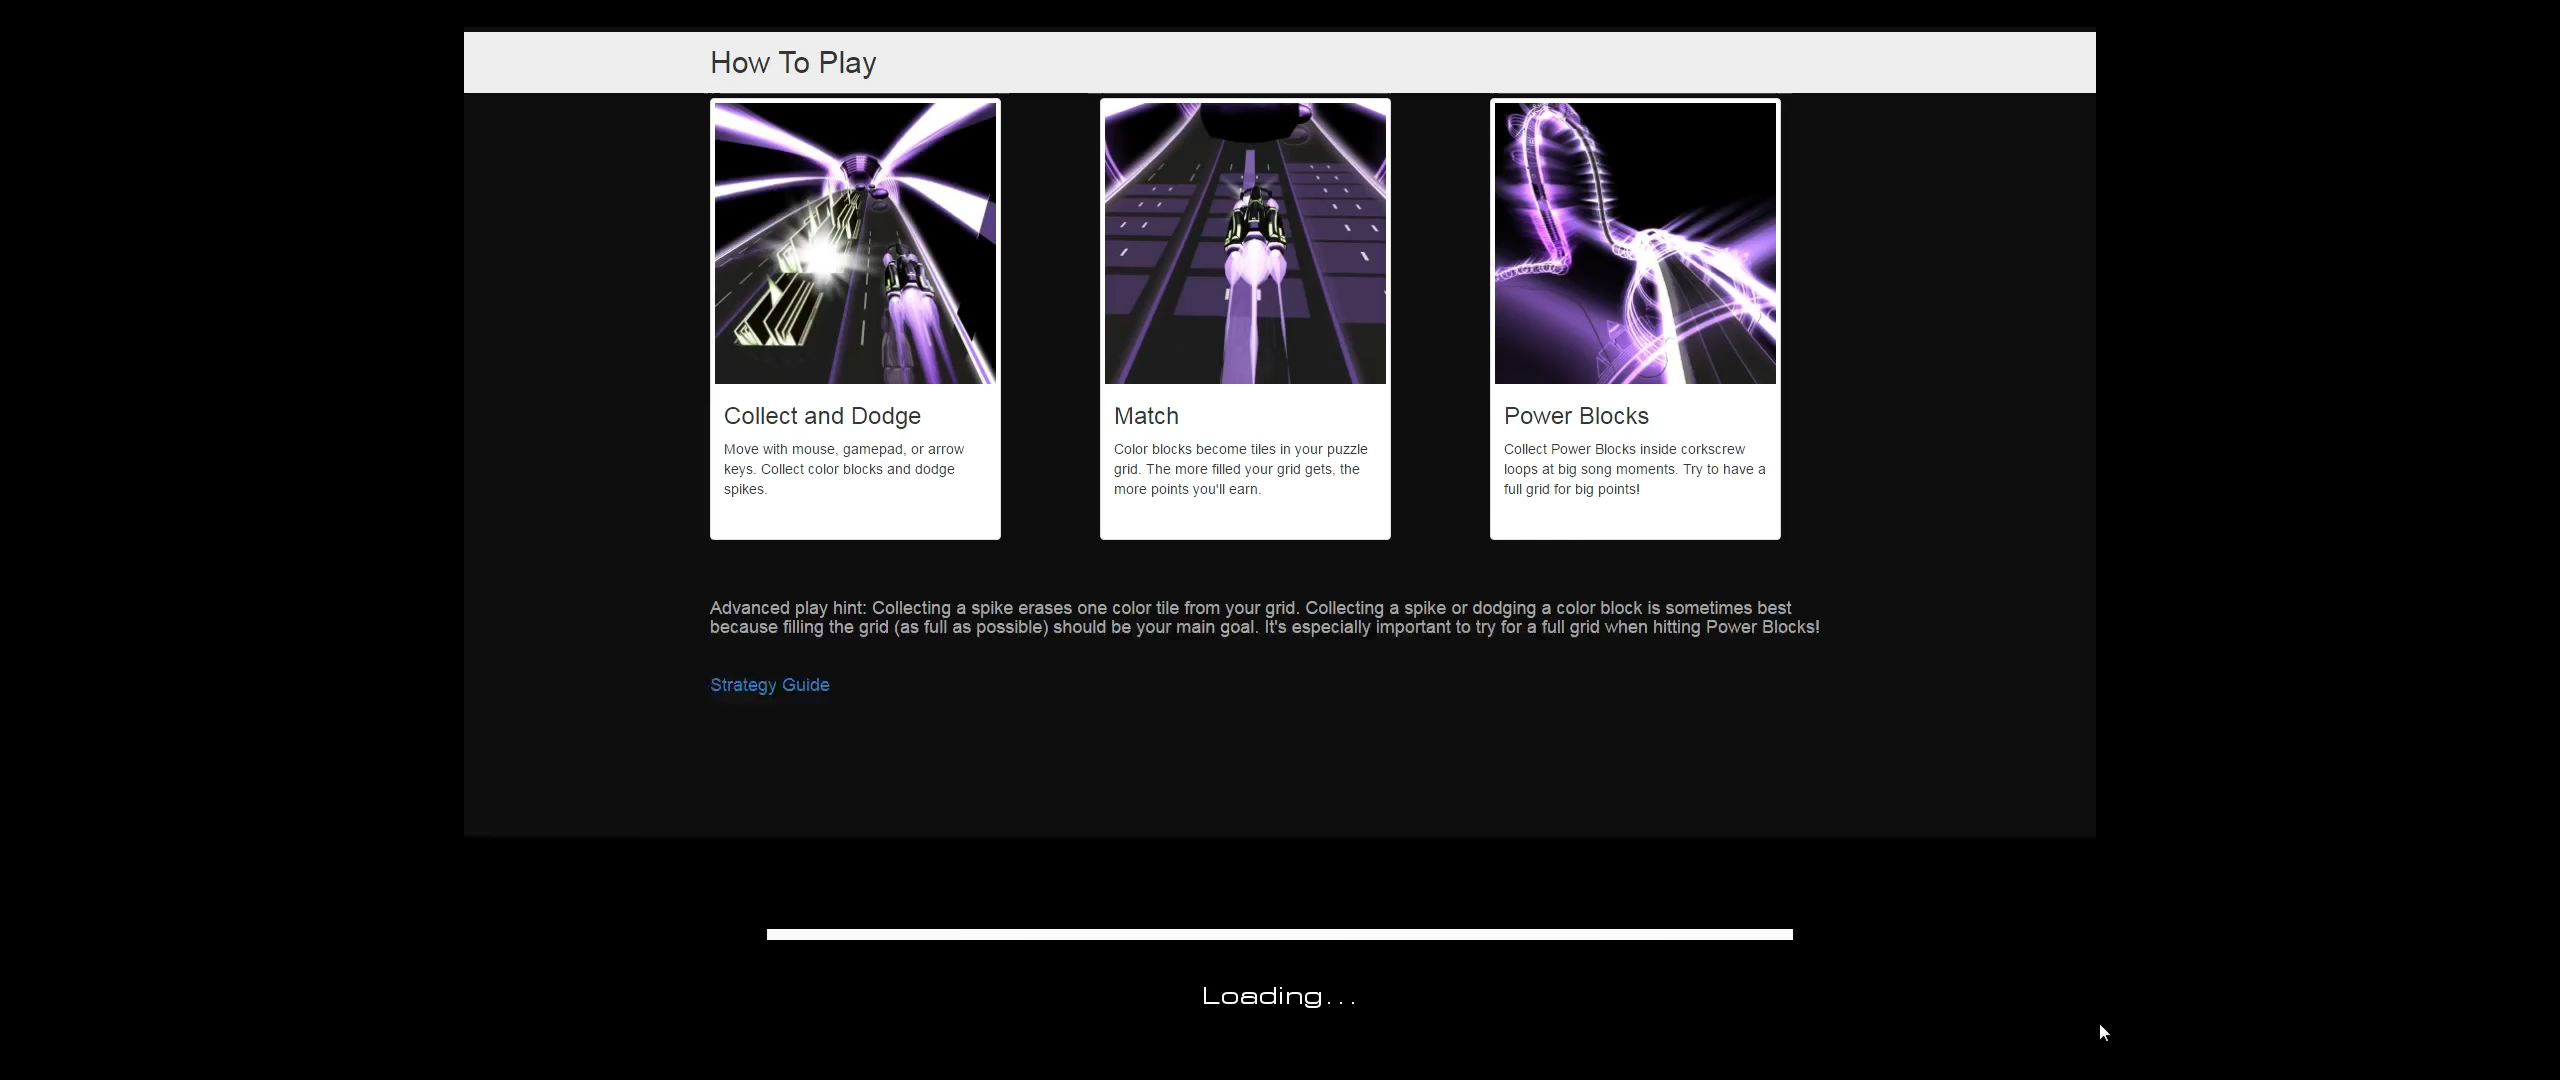 How To Play
Collect and Dodge
Move with mouse, gamepad, or arrow
keys. Collect color blocks and dodge
spikes.
Match
Color blocks become tiles in your puzzle
grid. The more filled your grid gets, the
more points you'll earn.
Power Blocks
Collect Power Blocks inside corkscrew
loops at big song moments. Try to have a
full grid for big points!
Advanced play hint: Collecting a spike erases one color tile from your grid. Collecting a spike or dodging a color block is sometimes best
because filling the grid (as full as possible) should be your main goal. It's especially important to try for a full grid when hitting Power Blocks!
Strategy Guide
Loading...